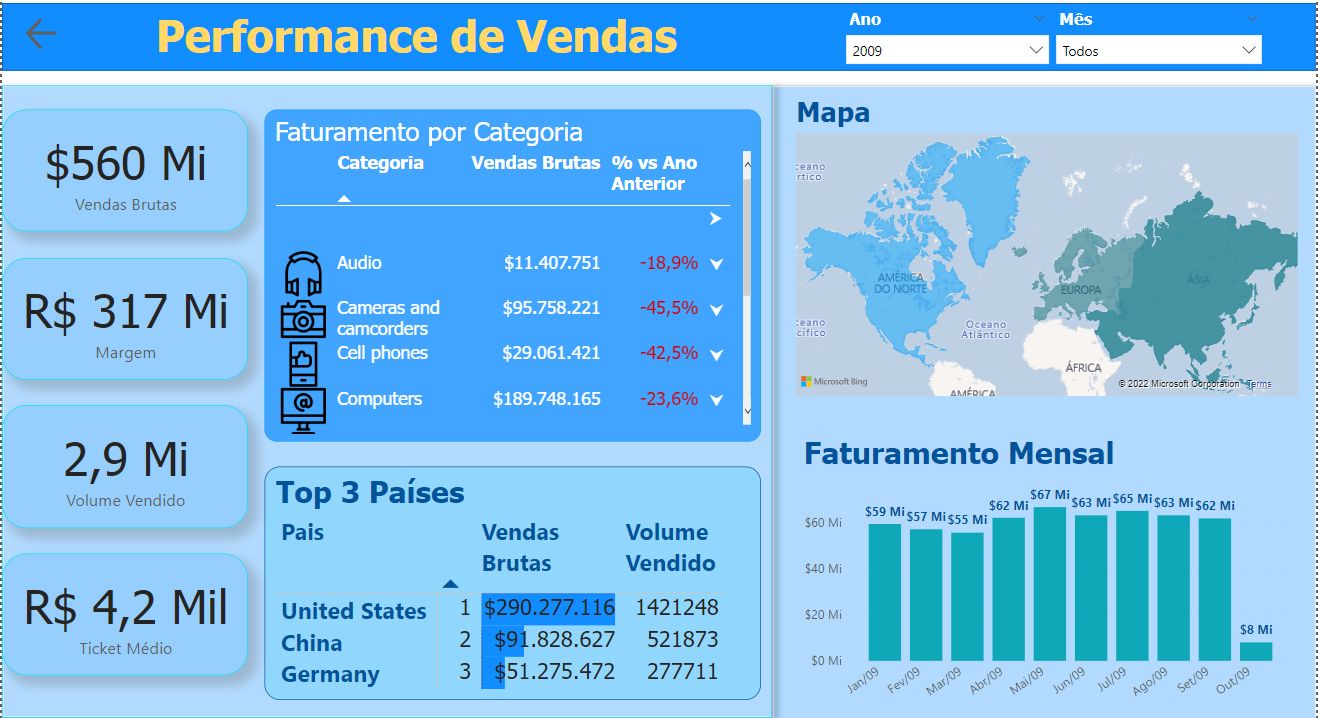 Performance de Vendas
Ano
Mês
2009
Todos
$560 Mi
Vendas Brutas
R$ 317 Mi
Margem
2,9 Mi
Volume Vendido
R$ 4,2 Mil
Ticket Médio
Faturamento por Categoria
Categoria Vendas Brutas % vs Ano
Anterior
Audio $11.407.751 -18,9%
Cameras and $95.758.221 -45,5%
camcorders
Cell phones $29.061.421 -42,5%
Computers $189.748.165 -23,6%
Top 3 Países
Pais Vendas Volume
Brutas Vendido
United States 1 $290.277.116 1421248
China 2 $91.828.627 521873
Germany 3 $51.275.472 277711
Mapa
ceano
rtico
AMÉRICA
DO NORTE
EUROPA
ÁSIA
ceano
cífico
Oceano
Atlântico
ÁFRICA
AMÉRICA
Microsoft Bing
© 2022 Microsoft Corporation Terms
Faturamento Mensal
$60 Mi
$40 Mi
$20 Mi
$0 Mi
$59 Mi $57 Mi $55 Mi $62 Mi $67 Mi $63 Mi $65 Mi $63 Mi $62 Mi $8 Mi
Jan/09 Fev/09 Mar/09 Abr/09 Mai/09 Jun/09 Jul/09 Ago/09 Set/09 Out/09